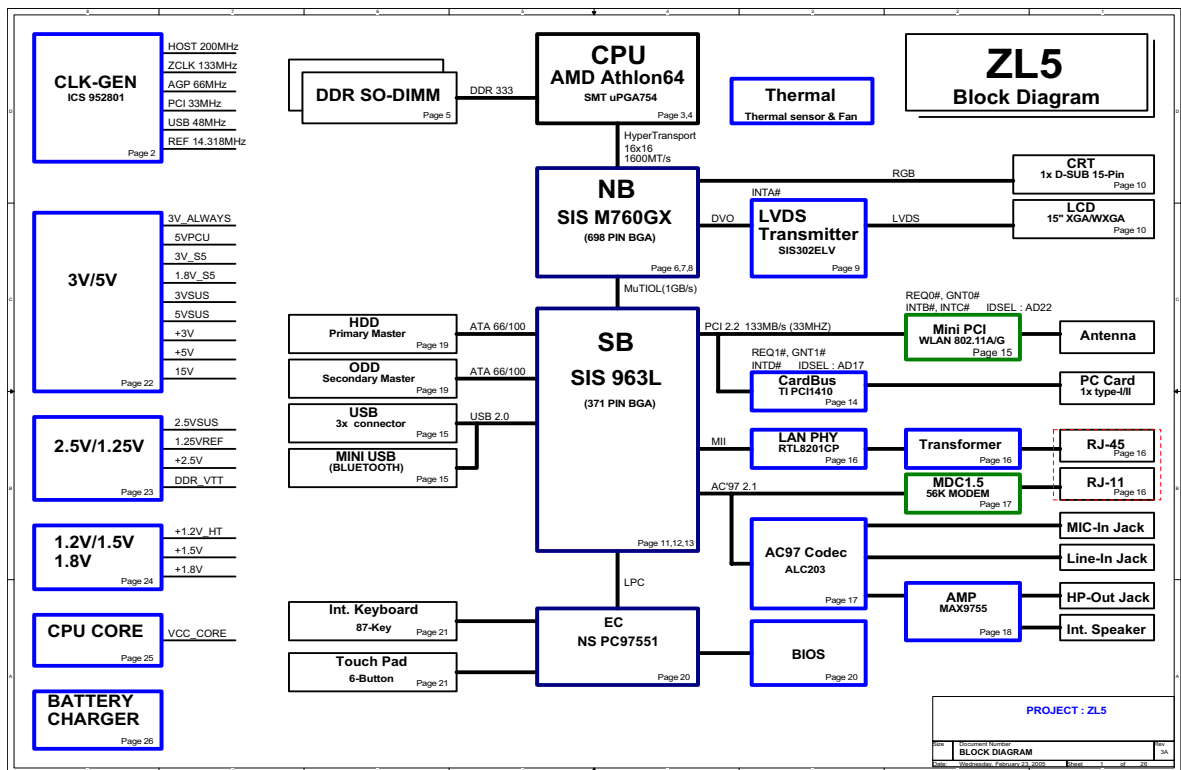 CLK-GEN
ICS 952801
Page 2
HOST 200MHz
ZCLK 133MHz
AGP 66MHz
PCI 33MHz
USB 48MHz
REF 14.318MHz
DDR SO-DIMM
Page 5
DDR 333
CPU
AMD Athlon64
SMT uPGA754
Page 3,4
Thermal
Thermal sensor & Fan
ZL5
Block Diagram
HyperTransport
16x16
1600MT/s
NB
SIS M760GX
(698 PIN BGA)
Page 6,7,8
RGB
CRT
1x D-SUB 15-Pin
Page 10
INTA#
DVO
LVDS
Transmitter
SIS302ELV
Page 9
LVDS
LCD
15" XGA/WXGA
Page 10
3V/5V
Page 22
3V_ALWAYS
5VPCU
3V_S5
1.8V_S5
3VSUS
5VSUS
+3V
+5V
15V
MuTIOL(1GB/s)
HDD
Primary Master
Page 19
ATA 66/100
ODD
Secondary Master
Page 19
ATA 66/100
USB
3x connector
Page 15
USB 2.0
MINI USB
(BLUETOOTH)
Page 15
SB
SIS 963L
(371 PIN BGA)
Page 11,12,13
PCI 2.2 133MB/s (33MHZ)
REQ0#, GNT0#
INTB#, INTC# IDSEL : AD22
Mini PCI
WLAN 802.11A/G
Page 15
Antenna
REQ1#, GNT1#
INTD# IDSEL : AD17
CardBus
TI PCI1410
Page 14
PC Card
1x type-I/II
MII
LAN PHY
RTL8201CP
Page 16
Transformer
Page 16
RJ-45
Page 16
AC'97 2.1
MDC1.5
56K MODEM
Page 17
RJ-11
Page 16
AC97 Codec
ALC203
Page 17
MIC-In Jack
Line-In Jack
AMP
MAX9755
Page 18
HP-Out Jack
Int. Speaker
2.5V/1.25V
Page 23
2.5VSUS
1.25VREF
+2.5V
DDR_VTT
1.2V/1.5V
1.8V
Page 24
+1.2V_HT
+1.5V
+1.8V
CPU CORE
Page 25
VCC_CORE
BATTERY
CHARGER
Page 26
LPC
Int. Keyboard
87-Key
Page 21
Touch Pad
6-Button
Page 21
EC
NS PC97551
Page 20
BIOS
Page 20
PROJECT : ZL5
Size
Document Number
Rev
BLOCK DIAGRAM
3A
Date:
Wednesday, February 23, 2005
Sheet
1
of
26